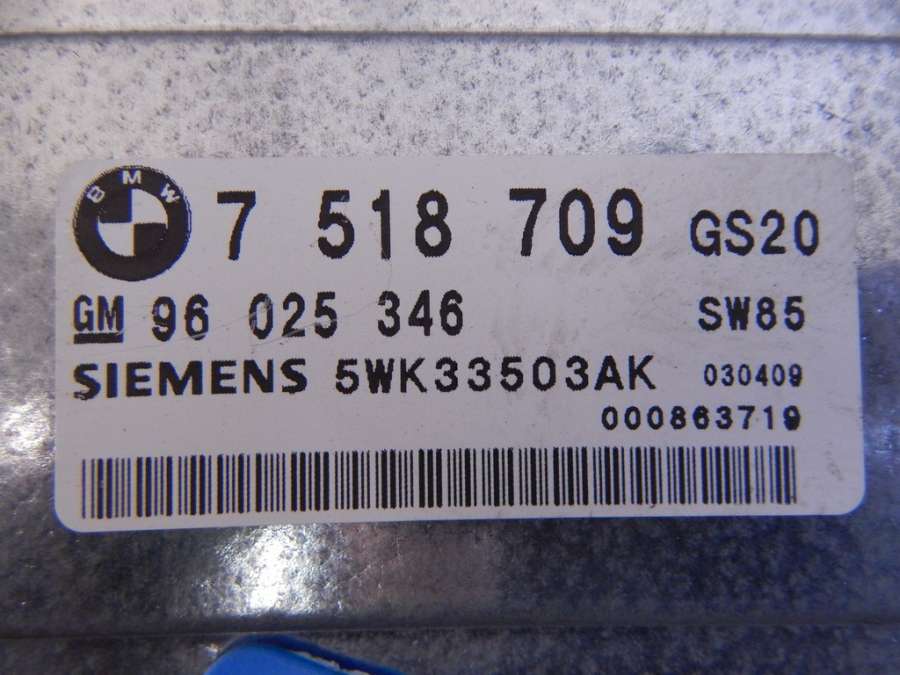 BMW 7 518 709 GS20
GM 96 025 346 SW85
SIEMENS 5WK33503AK 030409
000863719